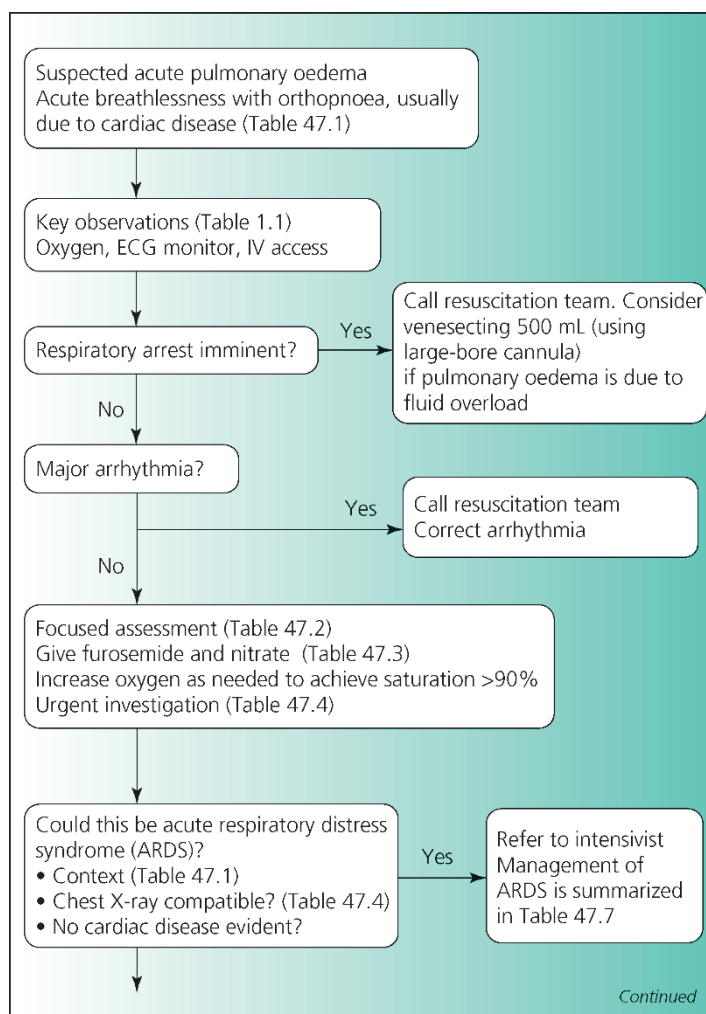 Suspected acute pulmonary oedema
Acute breathlessness with orthopnoea, usually
due to cardiac disease (Table 47.1)
Key observations (Table 1.1)
Oxygen, ECG monitor, IV access
Respiratory arrest imminent?
Yes
Call resuscitation team. Consider
venesecting 500 mL (using
large-bore cannula)
if pulmonary oedema is due to
fluid overload
No
Major arrhythmia?
Yes
Call resuscitation team
Correct arrhythmia
No
Focused assessment (Table 47.2)
Give furosemide and nitrate (Table 47.3)
Increase oxygen as needed to achieve saturation >90%
Urgent investigation (Table 47.4)
Could this be acute respiratory distress
syndrome (ARDS)?
• Context (Table 47.1)
• Chest X-ray compatible? (Table 47.4)
• No cardiac disease evident?
Yes
Refer to intensivist
Management of
ARDS is summarized
in Table 47.7
Continued